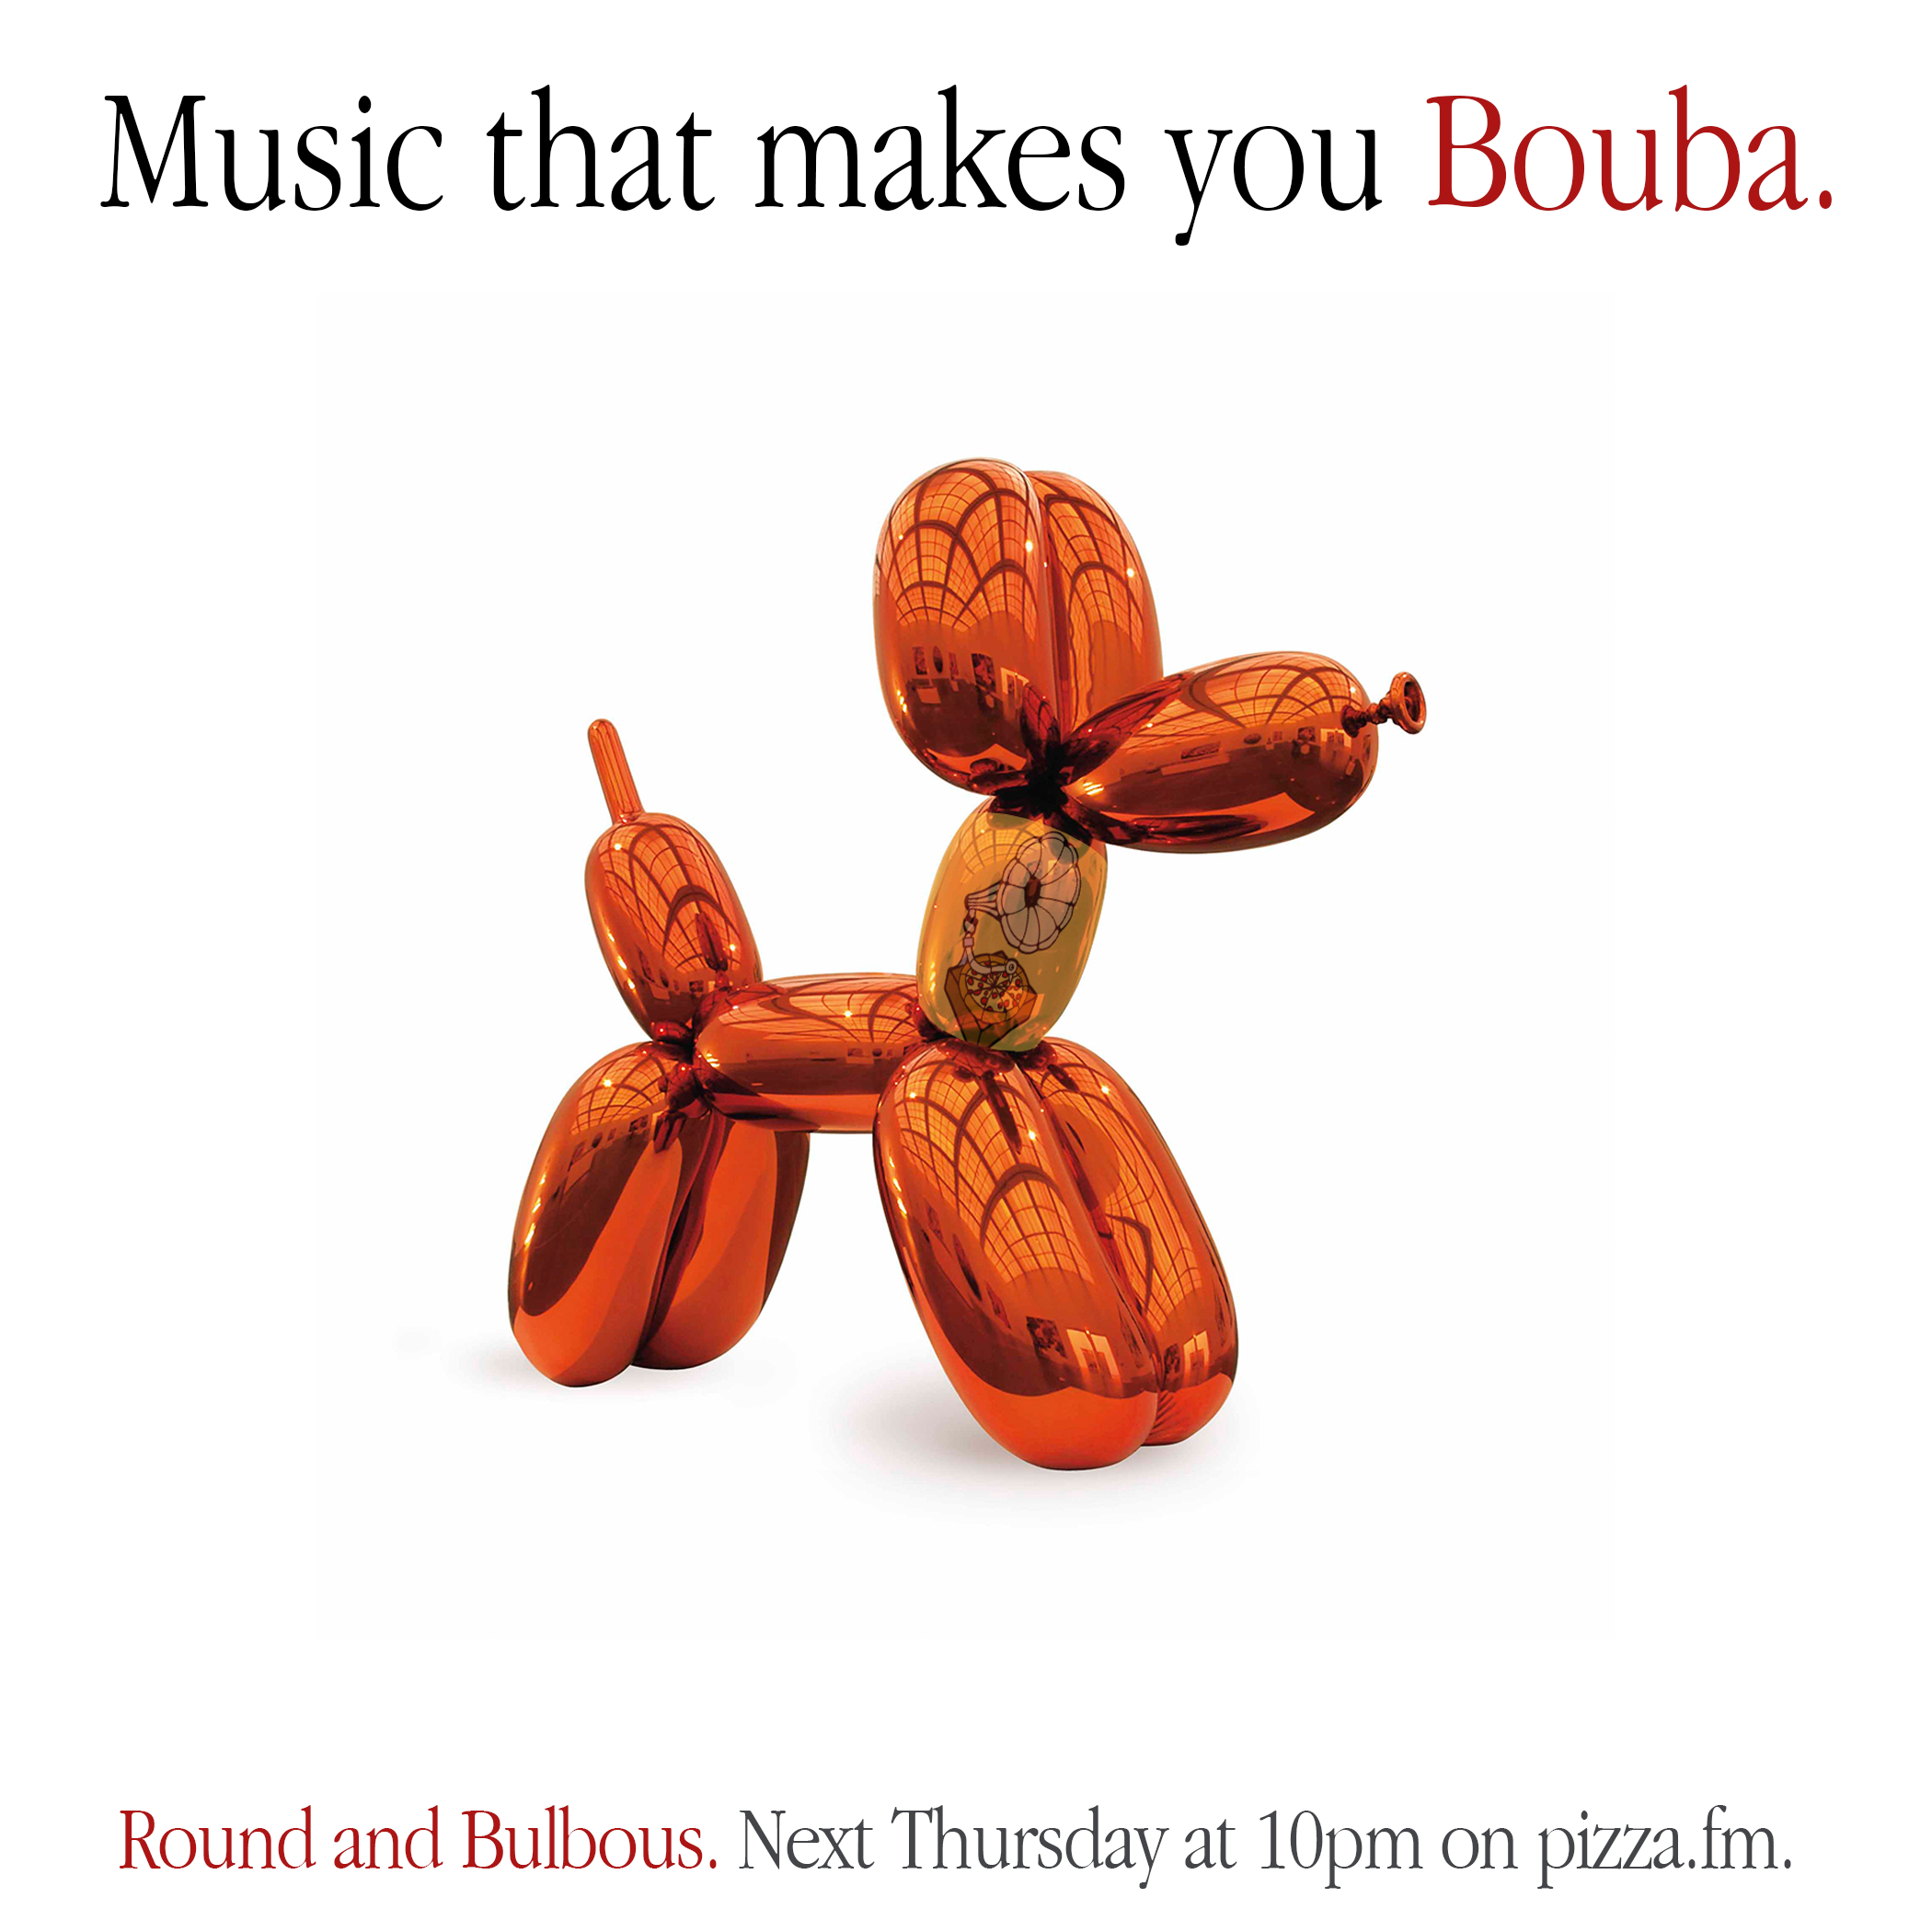 Music that makes you Bouba.
Round and Bulbous. Next Thursday at 10pm on pizza.fm.